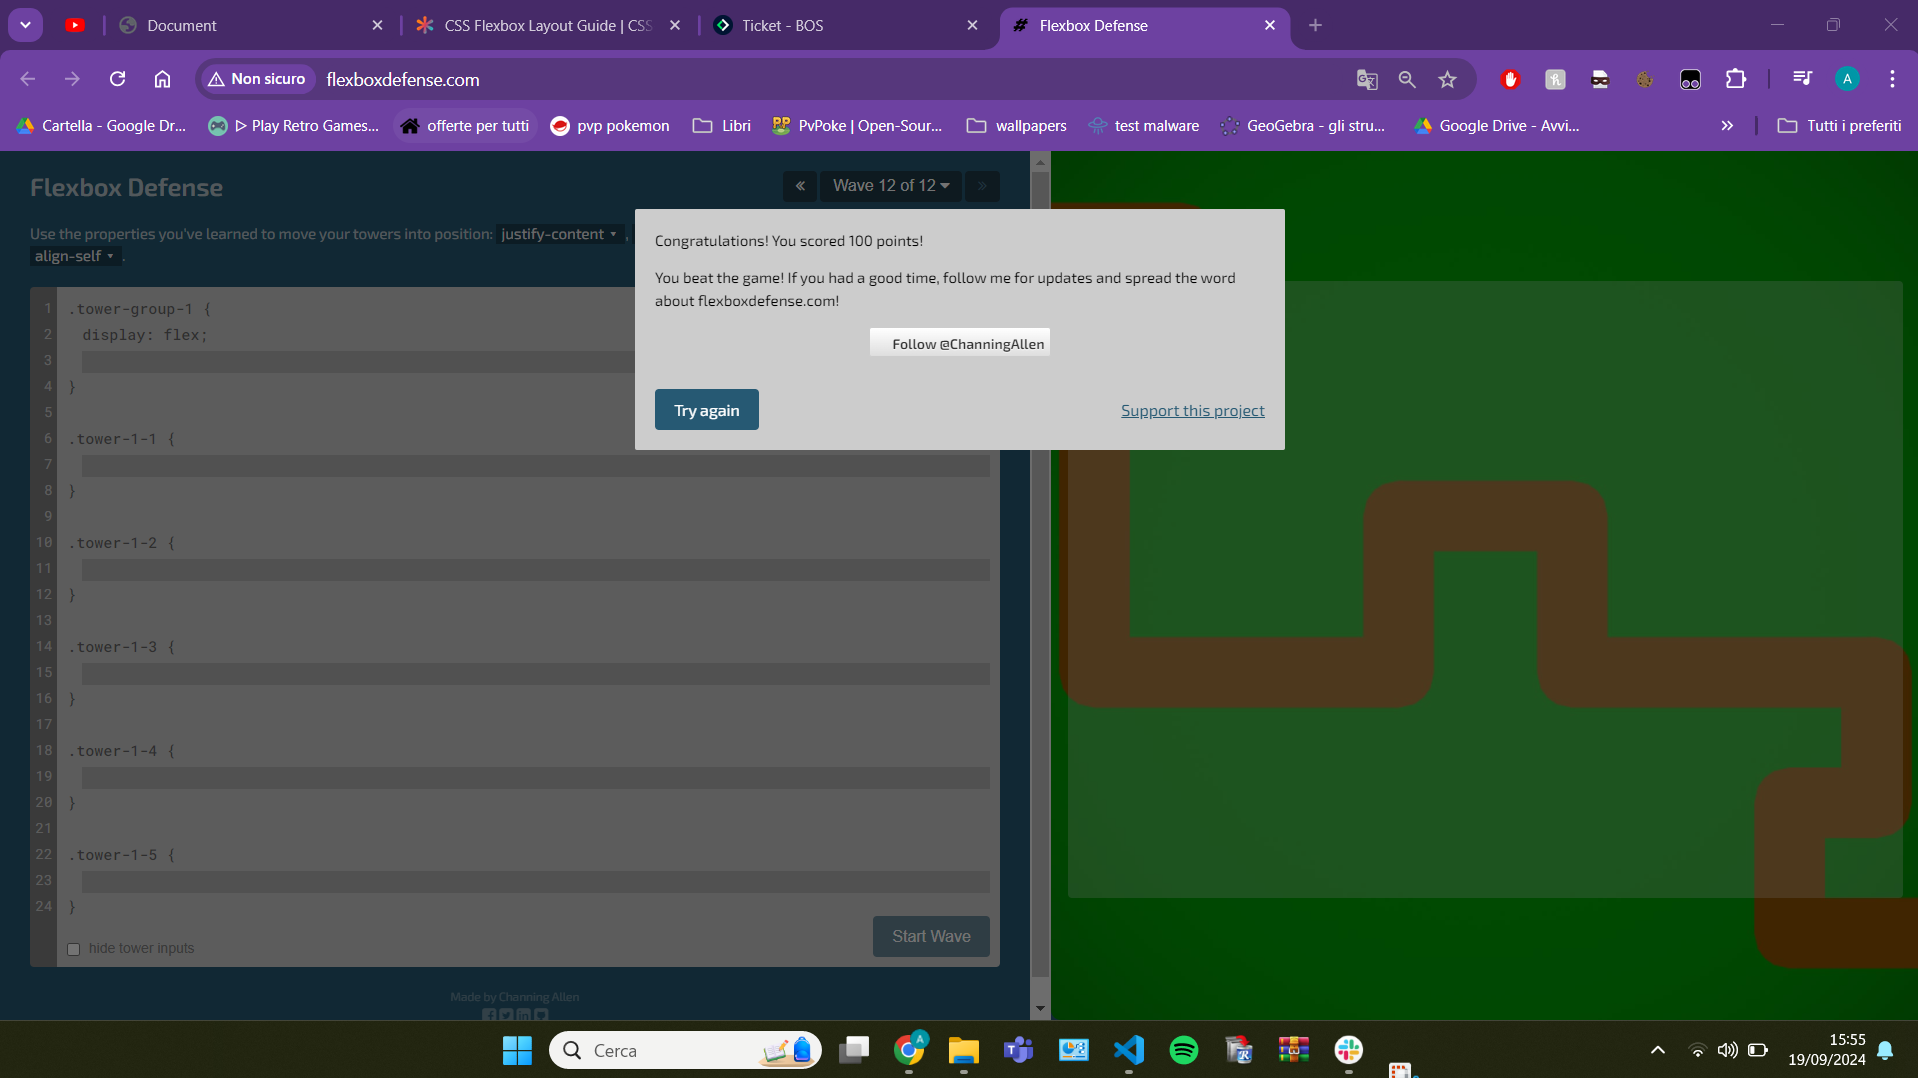 Document
CSS Flexbox Layout Guide | CSS
Ticket - BOS
Flexbox Defense
Non sicuro
flexboxdefense.com
Cartella - Google Dr...
Play Retro Games...
offerte per tutti
pvp pokemon
Libri
PvPoke | Open-Sour...
wallpapers
test malware
GeoGebra - gli stru...
Google Drive - Avvi...
Tutti i preferiti
Flexbox Defense
Wave 12 of 12
Use the properties you've learned to move your towers into position: justify-content ,
align-self .
Congratulations! You scored 100 points!
You beat the game! If you had a good time, follow me for updates and spread the word
about flexboxdefense.com!
Follow @ChanningAllen
Try again
Support this project
1 .tower-group-1 {
2 display: flex;
3
4 }
5
6 .tower-1-1 {
7
8 }
9
10 .tower-1-2 {
11
12 }
13
14 .tower-1-3 {
15
16 }
17
18 .tower-1-4 {
19
20 }
21
22 .tower-1-5 {
23
24 }
hide tower inputs
Start Wave
Made by Channing Allen
Cerca
15:55
19/09/2024